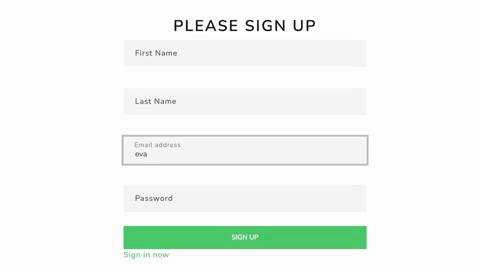 PLEASE SIGN UP
First Name
Last Name
Email address
eva
Password
SIGN UP
Sign in now